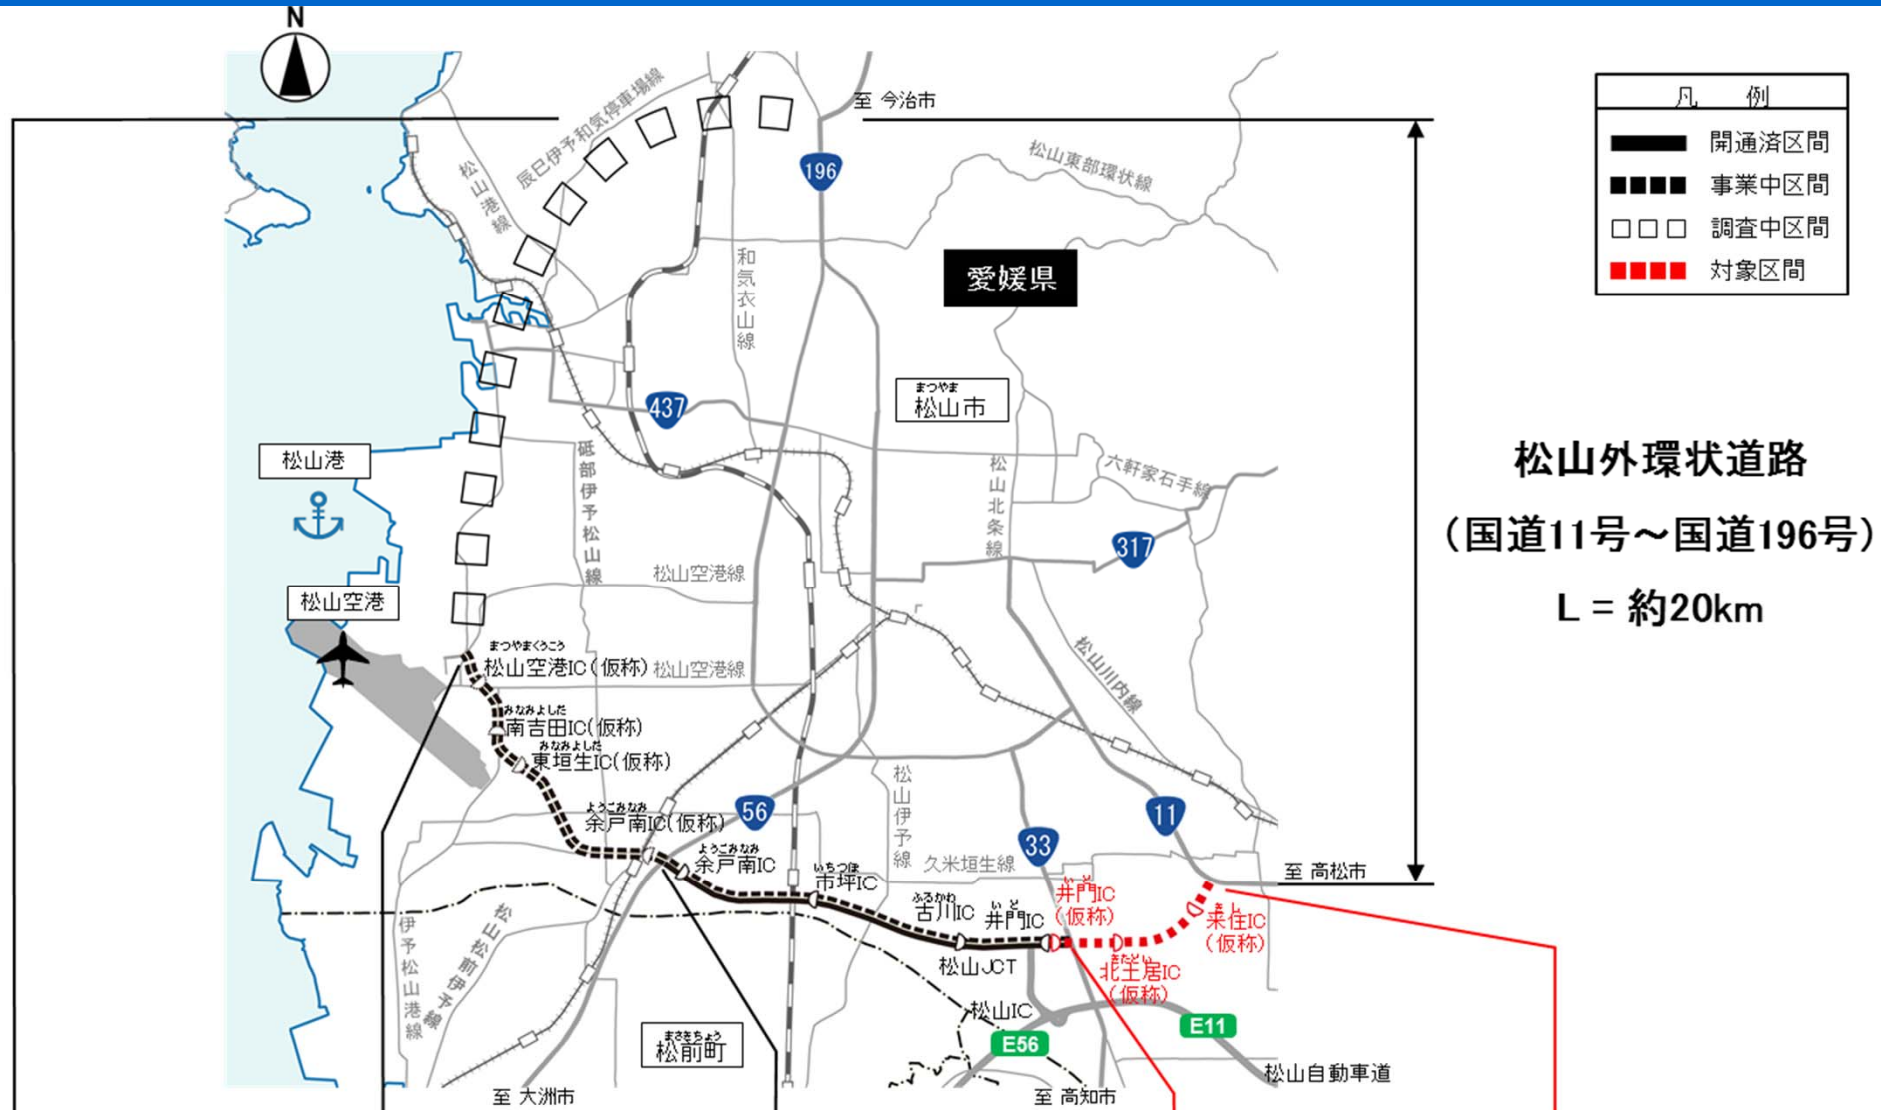 N
凡 例
開通済区間
事業中区間
調査中区間
対象区間
至 今治市
辰巳伊予和気停車場線
松山港線
196
松山東部環状線
和気衣山線
愛媛県
まつやま
松山市
437
松山外環状道路
(国道11号～国道196号)
L = 約20km
松山港
砥部伊予松山線
松山北条線
六軒家石手線
317
松山空港線
松山空港
まつやまくうこう
松山空港IC(仮称)
松山空港線
松山川内線
みなみよしだ
南吉田IC(仮称)
みなみよしだ
東垣生IC(仮称)
ようごみなみ
余戸南IC(仮称)
56
松山伊予線
11
33
ようごみなみ
余戸南IC
いちつぼ
市坪IC
久米垣生線
至 高松市
いど
井門IC
(仮称)
ふるかわ
古川IC
いど
井門IC
きし
来住IC
(仮称)
松山JCT
北土居IC
(仮称)
伊予松山港線
松山松前伊予線
松山IC
E56
E11
まさきちょう
松前町
松山自動車道
至 大洲市
至 高知市